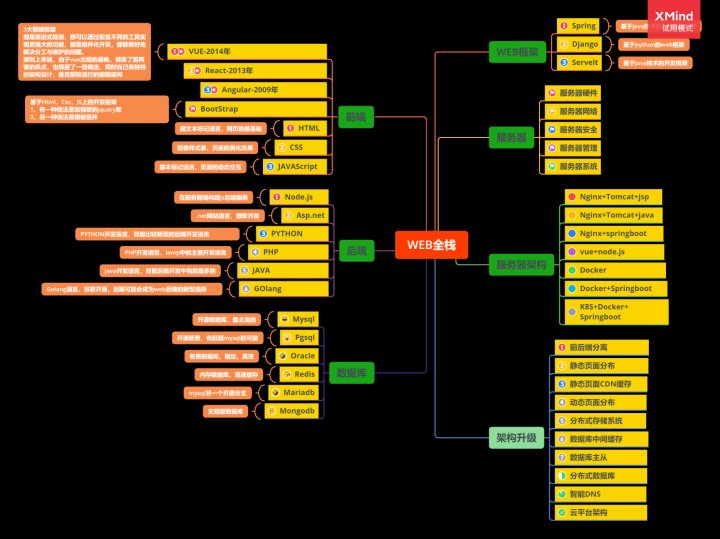 XMind
试用模式
WEB全栈
前端
3大前端框架
VUE-2014年
React-2013年
Angular-2009年
基于Html、Css、JS上的开发框架
1、有一种说法是加强版的jquery库
2、另一种说法是模板组件
BootStrap
超文本标记语言，网页的最基础
HTML
层叠样式表，页面的美化效果
CSS
脚本标记语言，页面的动态交互
JAVAScript
后端
在服务器端构建js后端服务
Node.js
.net网站语言，微软开发
Asp.net
PYTHON开发语言，目前比较新型的后端开发语言
PYTHON
PHP开发语言，lamp中的主要开发语言
PHP
Java开发语言，目前后端开发中有的最多的
JAVA
Golang语言，谷歌开源，后期可能会成为web后端的新型选择
GOlang
数据库
开源数据库，最主流的
Mysql
开源新贵，有赶超mysql的可能
Pgsql
收费数据库，稳定，高效
Oracle
内存数据库，高速缓存
Redis
mysql另一个开源分支
Mariadb
文档型数据库
Mongodb
WEB框架
Spring
Django
基于python的web框架
Servelt
基于java技术的开发框架
服务器
服务器硬件
服务器网络
服务器安全
服务器管理
服务器系统
服务器架构
Nginx+Tomcat+jsp
Nginx+Tomcat+java
Nginx+springboot
vue+node.js
Docker
Docker+Springboot
K8S+Docker+
Springboot
架构升级
前后端分离
静态页面分布
静态页面CDN缓存
动态页面分布
分布式存储系统
数据库中间缓存
数据库主从
分布式数据库
智能DNS
云平台架构